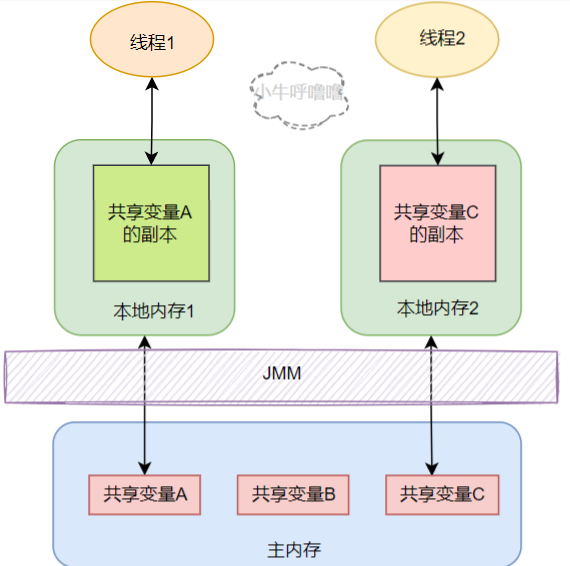 线程1
线程2
小牛呼噜噜
共享变量A
的副本
共享变量C
的副本
本地内存1
本地内存2
JMM
共享变量A
共享变量B
共享变量C
主内存